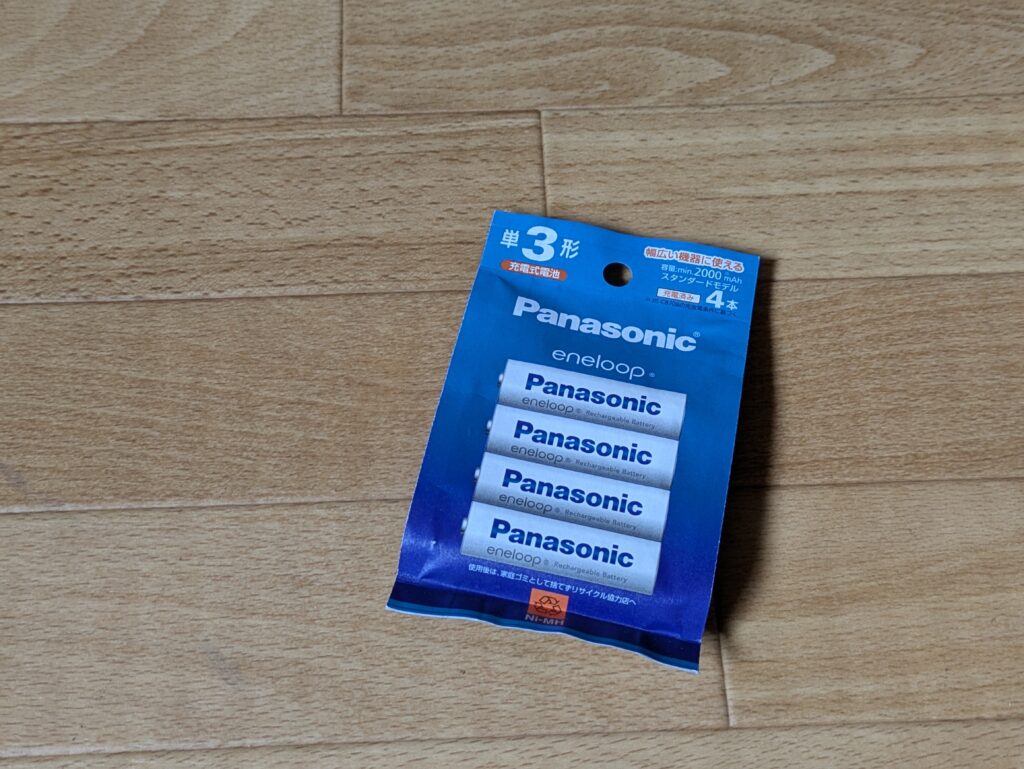 単3形
充電式電池
幅広い機器に使える
容量:min. 2000 mAh
スタンダードモデル
充電済み 4本
Panasonic®
eneloop®
Panasonic
eneloop® Rechargeable Battery
Panasonic
eneloop® Rechargeable Battery
Panasonic
eneloop® Rechargeable Battery
Panasonic
eneloop® Rechargeable Battery
使用後は、家庭ゴミとして捨てずリサイクル協力店へ
Ni-MH